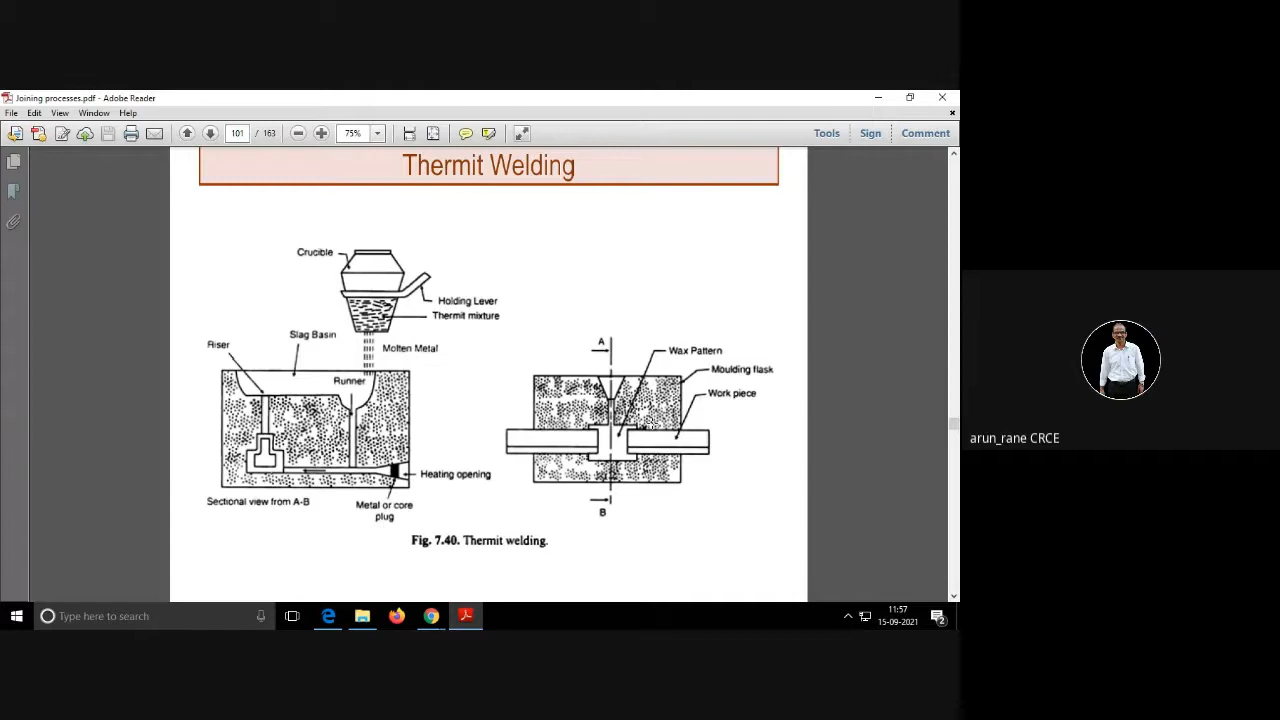 Joining processes.pdf - Adobe Reader
File Edit View Window Help
101 / 163 75% Tools Sign Comment
Thermit Welding
Crucible
Holding Lever
Thermit mixture
Slag Basin
Riser
Molten Metal
Runner
Heating opening
Sectional view from A-B
Metal or core
plug
A
Wax Pattern
Moulding flask
Work piece
B
Fig. 7.40. Thermit welding.
arun_rane CRCE
Type here to search
11:57
15-09-2021
2